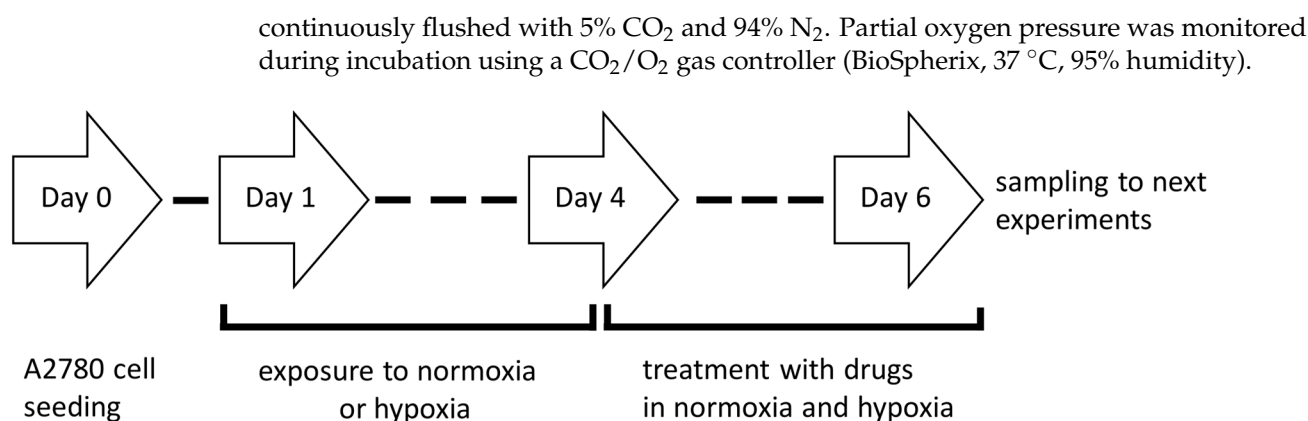 continuously flushed with 5% CO₂ and 94% N₂. Partial oxygen pressure was monitored
during incubation using a CO₂/O₂ gas controller (BioSpherix, 37 °C, 95% humidity).
Day 0
Day 1
Day 4
Day 6
sampling to next
experiments
A2780 cell
seeding
exposure to normoxia
or hypoxia
treatment with drugs
in normoxia and hypoxia